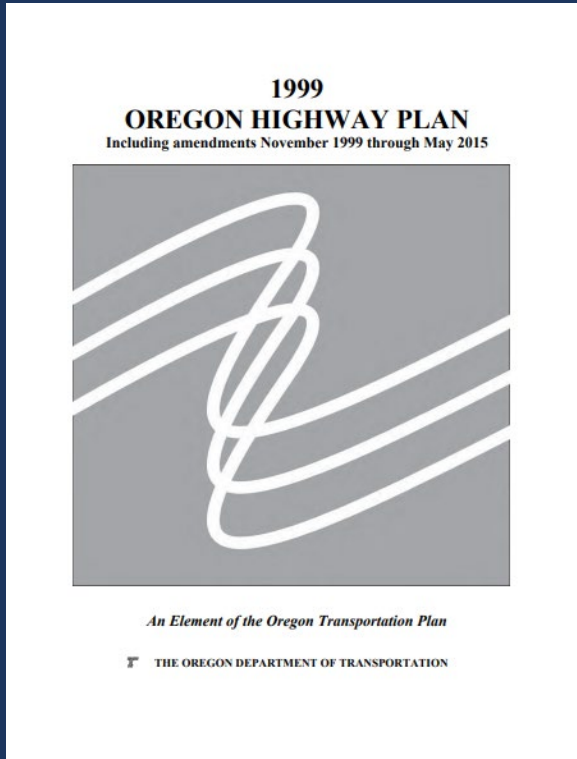 1999
OREGON HIGHWAY PLAN
Including amendments November 1999 through May 2015
An Element of the Oregon Transportation Plan
THE OREGON DEPARTMENT OF TRANSPORTATION